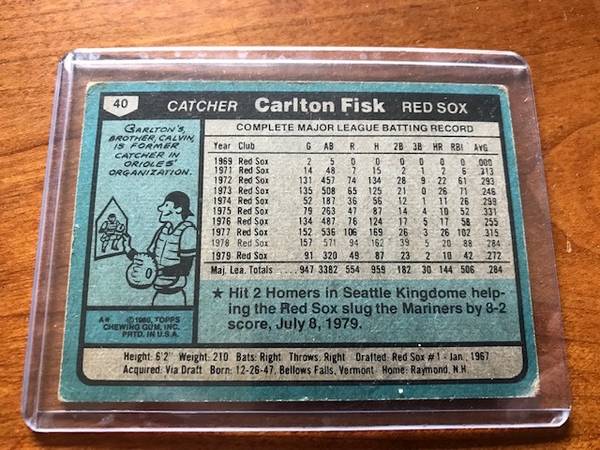 40 CATCHER Carlton Fisk RED SOX
CARLTON'S
BROTHER, CALVIN,
IS FORMER
CATCHER IN
ORIOLES'
ORGANIZATION.
COMPLETE MAJOR LEAGUE BATTING RECORD
Year Club G AB R H 2B 3B HR RBI AVG
1969 Red Sox 2 5 0 0 0 0 0 0 .000
1971 Red Sox 14 48 7 15 2 1 2 6 .313
1972 Red Sox 131 457 74 134 28 9 22 61 .293
1973 Red Sox 135 508 65 125 21 0 26 71 .246
1974 Red Sox 52 187 36 56 12 1 11 26 .299
1975 Red Sox 79 263 47 87 14 4 10 52 .331
1976 Red Sox 134 487 76 124 17 5 17 58 .255
1977 Red Sox 152 536 106 169 26 3 26 102 .315
1978 Red Sox 157 571 94 162 39 5 20 88 .284
1979 Red Sox 91 320 49 87 23 2 10 42 .272
Maj. Lea. Totals 947 3382 554 959 182 30 144 506 .284
★ Hit 2 Homers in Seattle Kingdome help-
ing the Red Sox slug the Mariners by 3-2
score, July 8, 1979.
A* ©1980, TOPPS
CHEWING GUM, INC.
PRTD. IN U.S.A.
Height: 6'2" Weight: 210 Bats: Right Throws: Right Drafted: Red Sox #1 - Jan., 1967
Acquired: Via Draft Born: 12-26-47, Bellows Falls, Vermont Home: Raymond, N.H.